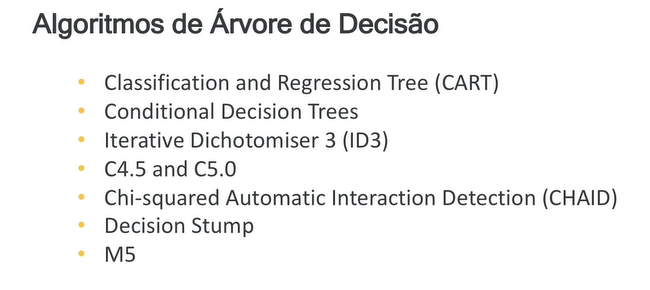 Algoritmos de Árvore de Decisão
• Classification and Regression Tree (CART)
• Conditional Decision Trees
• Iterative Dichotomiser 3 (ID3)
• C4.5 and C5.0
• Chi-squared Automatic Interaction Detection (CHAID)
• Decision Stump
• M5